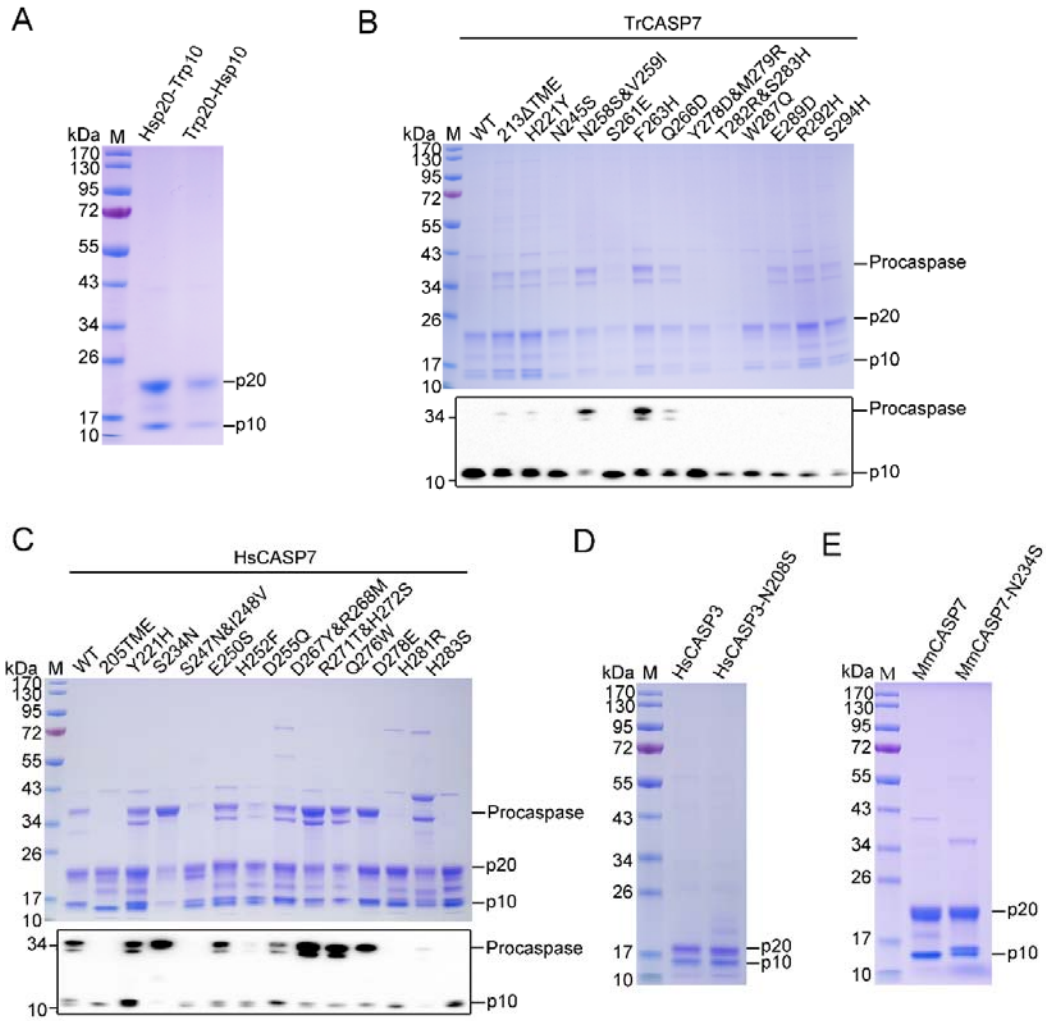 A
kDa M Hsp20-Trp10 Trp20-Hsp10
170
130
95
72
55
43
34
26
17
10
p20
p10
B
TrCASP7
kDa M WT 213ΔTME H221Y N245S N258S&V259I S261E F263H Q266D Y278D&M279R T282R&S283H W287Q E289D R292H S294H
170
130
95
72
55
43
34
26
17
10
Procaspase
p20
p10
34
10
Procaspase
p10
C
HsCASP7
kDa M WT 205TME Y221H S234N S247N&I248V E250S H252F D255Q D267Y&R268M R271T&H272S Q276W D278E H281R H283S
170
130
95
72
55
43
34
26
17
10
Procaspase
p20
p10
34
10
Procaspase
p10
D
kDa M HsCASP3 HsCASP3-N208S
170
130
95
72
55
43
34
26
17
10
p20
p10
E
kDa M MmCASP7 MmCASP7-N234S
170
130
95
72
55
43
34
26
17
10
p20
p10